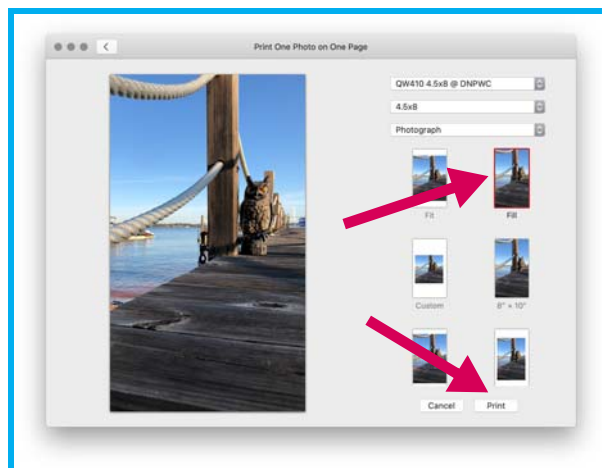 Print One Photo on One Page
QW410 4.5x8 @ DNPWC
4.5x8
Photograph
Fit
Fill
Custom
8" × 10"
Cancel
Print